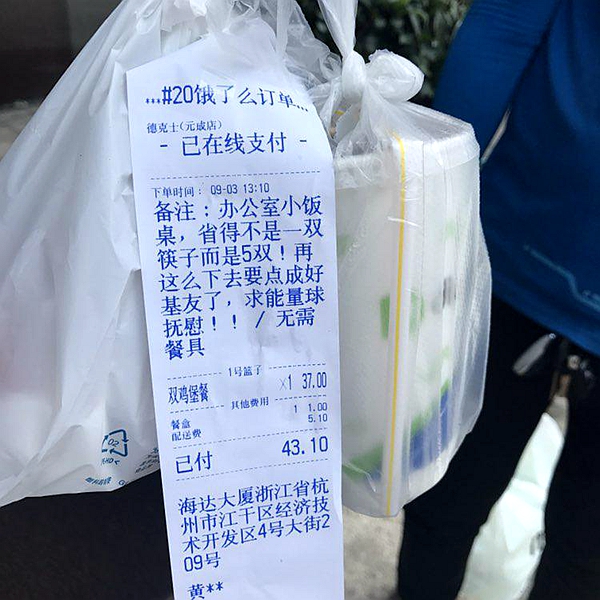 ...#20饿了么订单...
德克士(元成店)
- 已在线支付 -
下单时间: 09-03 13:10
备注：办公室小饭
桌，省得不是一双
筷子而是5双！再
这么下去要点成好
基友了，求能量球
抚慰！！ / 无需
餐具
1号篮子
双鸡堡餐 x1 37.00
其他费用
餐盒 1 1.00
配送费 5.10
已付 43.10
海达大厦浙江省杭
州市江干区经济技
术开发区4号大街2
09号
黄**